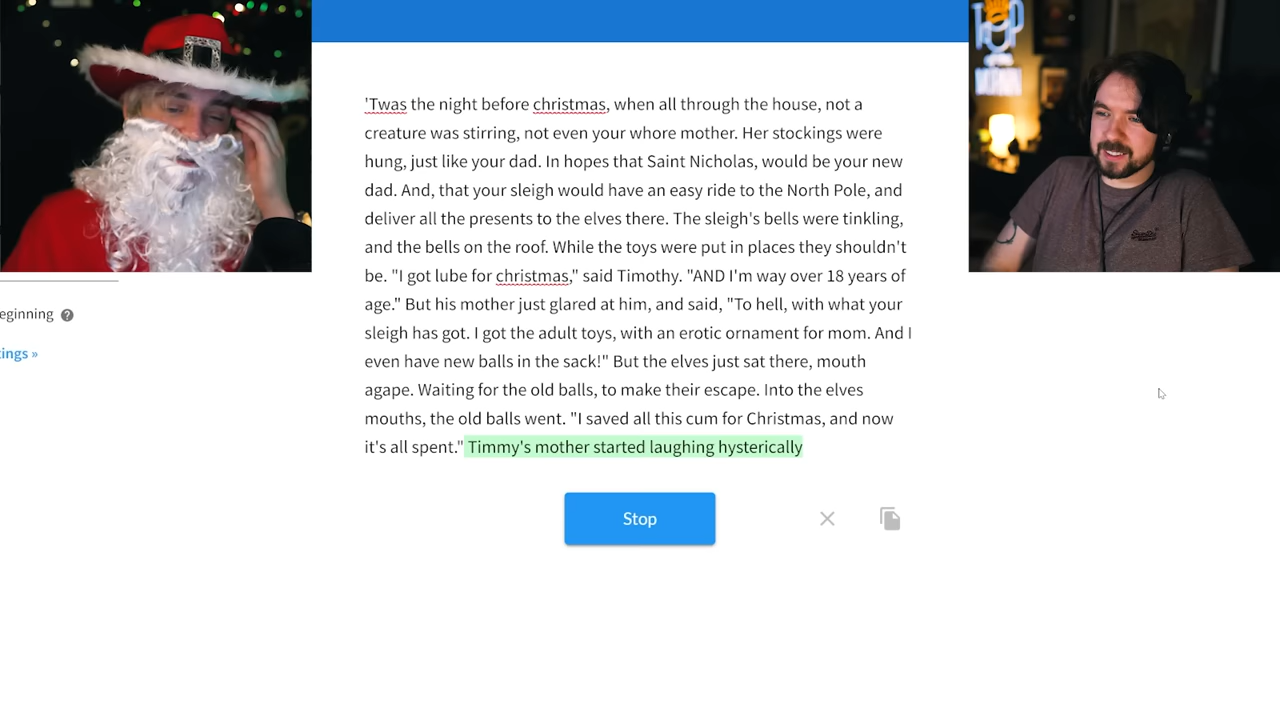 TOP
OF
THE
MORNIN
'Twas the night before christmas, when all through the house, not a
creature was stirring, not even your whore mother. Her stockings were
hung, just like your dad. In hopes that Saint Nicholas, would be your new
dad. And, that your sleigh would have an easy ride to the North Pole, and
deliver all the presents to the elves there. The sleigh's bells were tinkling,
and the bells on the roof. While the toys were put in places they shouldn't
be. "I got lube for christmas," said Timothy. "AND I'm way over 18 years of
age." But his mother just glared at him, and said, "To hell, with what your
sleigh has got. I got the adult toys, with an erotic ornament for mom. And I
even have new balls in the sack!" But the elves just sat there, mouth
agape. Waiting for the old balls, to make their escape. Into the elves
mouths, the old balls went. "I saved all this cum for Christmas, and now
it's all spent." Timmy's mother started laughing hysterically
eginning ?
ings »
Stop